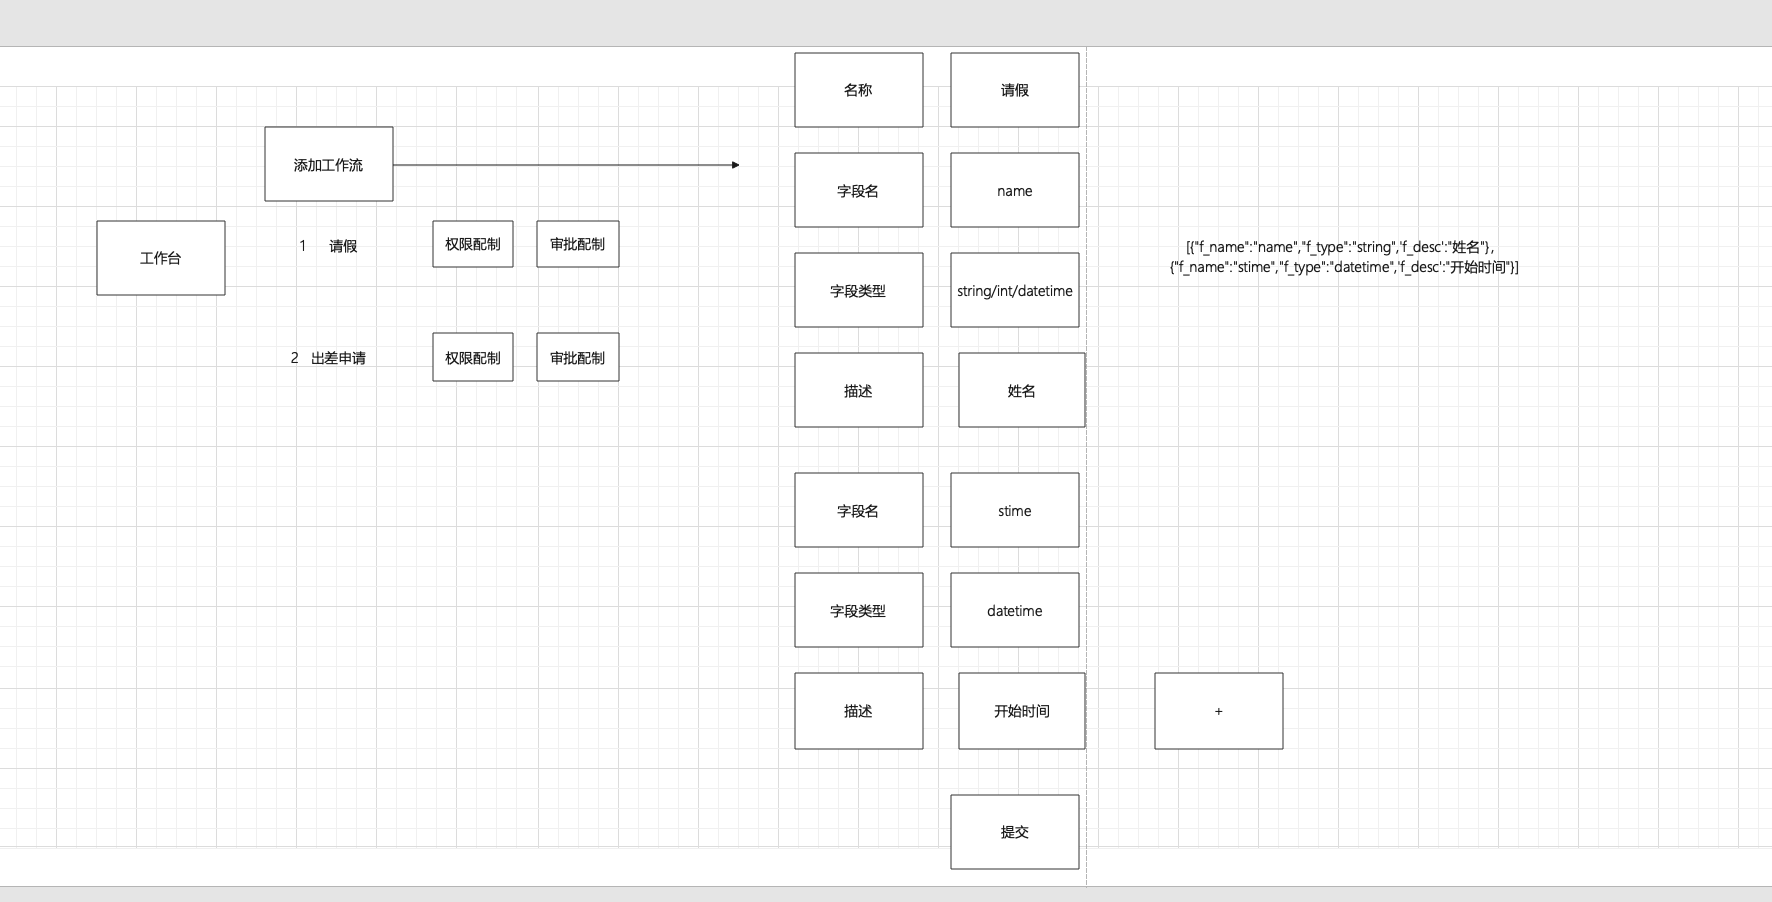 添加工作流
工作台
1 请假
权限配制
审批配制
2 出差申请
权限配制
审批配制
名称
请假
字段名
name
字段类型
string/int/datetime
描述
姓名
字段名
stime
字段类型
datetime
描述
开始时间
+
提交
[{"f_name":"name","f_type":"string",'f_desc':"姓名"},
{"f_name":"stime","f_type":"datetime",'f_desc':"开始时间"}]